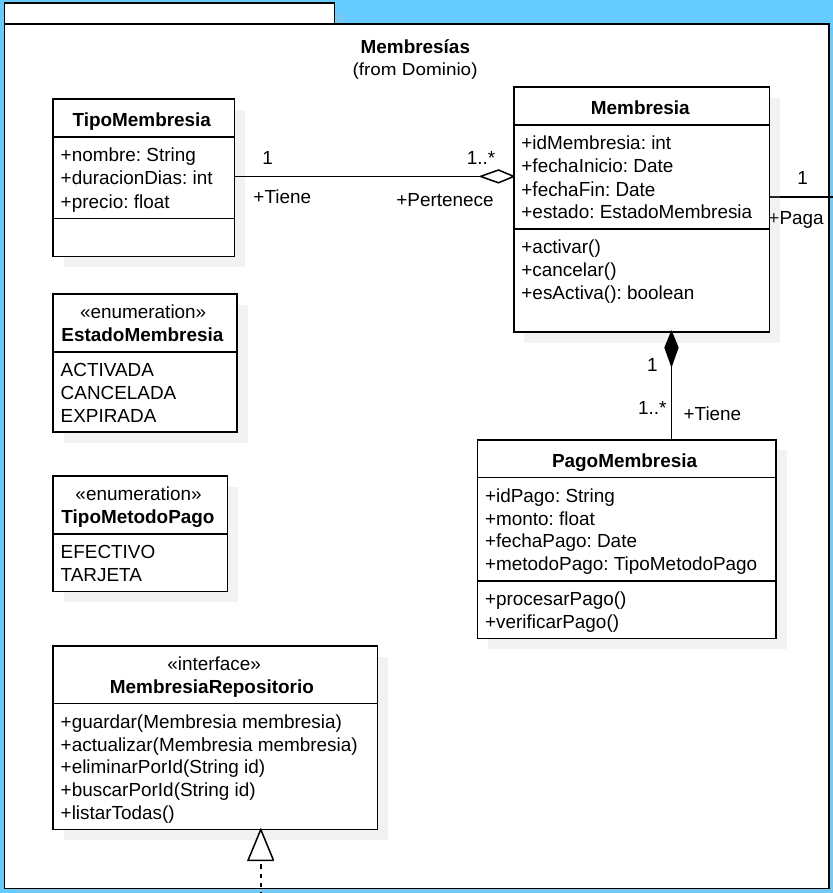 Membresías
(from Dominio)
TipoMembresia
+nombre: String
+duracionDias: int
+precio: float
1
+Tiene
1..*
+Pertenece
Membresia
+idMembresia: int
+fechaInicio: Date
+fechaFin: Date
+estado: EstadoMembresia
+activar()
+cancelar()
+esActiva(): boolean
1
+Paga
«enumeration»
EstadoMembresia
ACTIVADA
CANCELADA
EXPIRADA
1
1..*
+Tiene
PagoMembresia
+idPago: String
+monto: float
+fechaPago: Date
+metodoPago: TipoMetodoPago
+procesarPago()
+verificarPago()
«enumeration»
TipoMetodoPago
EFECTIVO
TARJETA
«interface»
MembresiaRepositorio
+guardar(Membresia membresia)
+actualizar(Membresia membresia)
+eliminarPorId(String id)
+buscarPorId(String id)
+listarTodas()